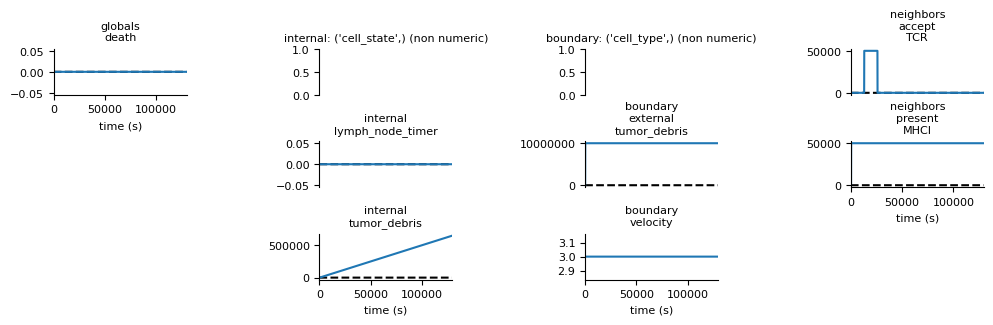 globals
death
0.05
0.00
−0.05
0
50000
100000
time (s)
internal: ('cell_state',) (non numeric)
1.0
0.5
0.0
internal
lymph_node_timer
0.05
0.00
−0.05
internal
tumor_debris
500000
0
0
50000
100000
time (s)
boundary: ('cell_type',) (non numeric)
1.0
0.5
0.0
boundary
external
tumor_debris
10000000
0
boundary
velocity
3.1
3.0
2.9
0
50000
100000
time (s)
neighbors
accept
TCR
50000
0
neighbors
present
MHCI
50000
0
0
50000
100000
time (s)